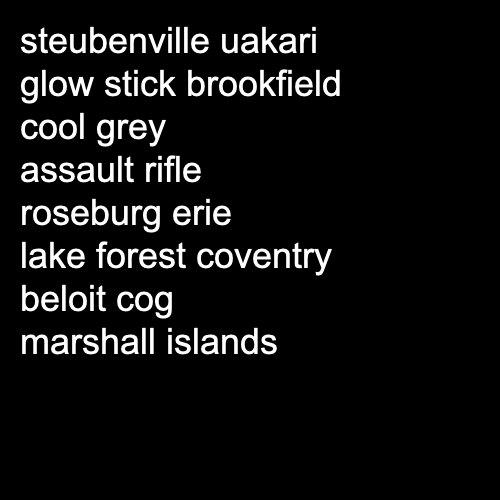 steubenville uakari
glow stick brookfield
cool grey
assault rifle
roseburg erie
lake forest coventry
beloit cog
marshall islands